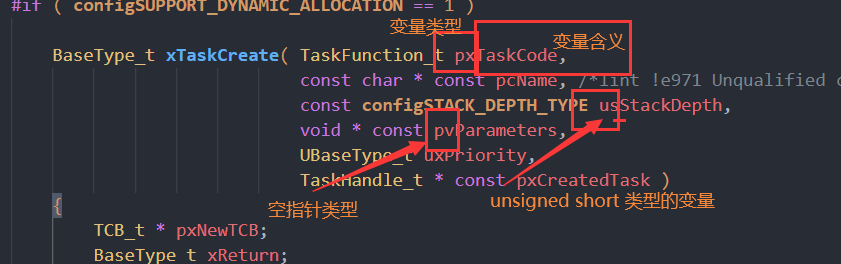 #if ( configSUPPORT_DYNAMIC_ALLOCATION == 1 )
变量类型
变量含义
BaseType_t xTaskCreate( TaskFunction_t pxTaskCode,
const char * const pcName, /*lint !e971 Unqualified
const configSTACK_DEPTH_TYPE usStackDepth,
void * const pvParameters,
UBaseType_t uxPriority,
TaskHandle_t * const pxCreatedTask )
空指针类型
unsigned short 类型的变量
{
TCB_t * pxNewTCB;
BaseType_t xReturn;